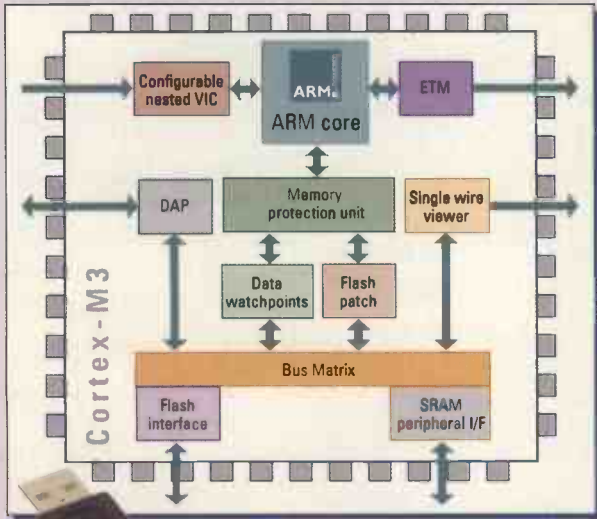 Configurable
nested VIC
ARM
ARM core
ETM
DAP
Memory
protection unit
Single wire
viewer
Data
watchpoints
Flash
patch
Cortex-M3
Bus Matrix
Flash
interface
SRAM
peripheral I/F